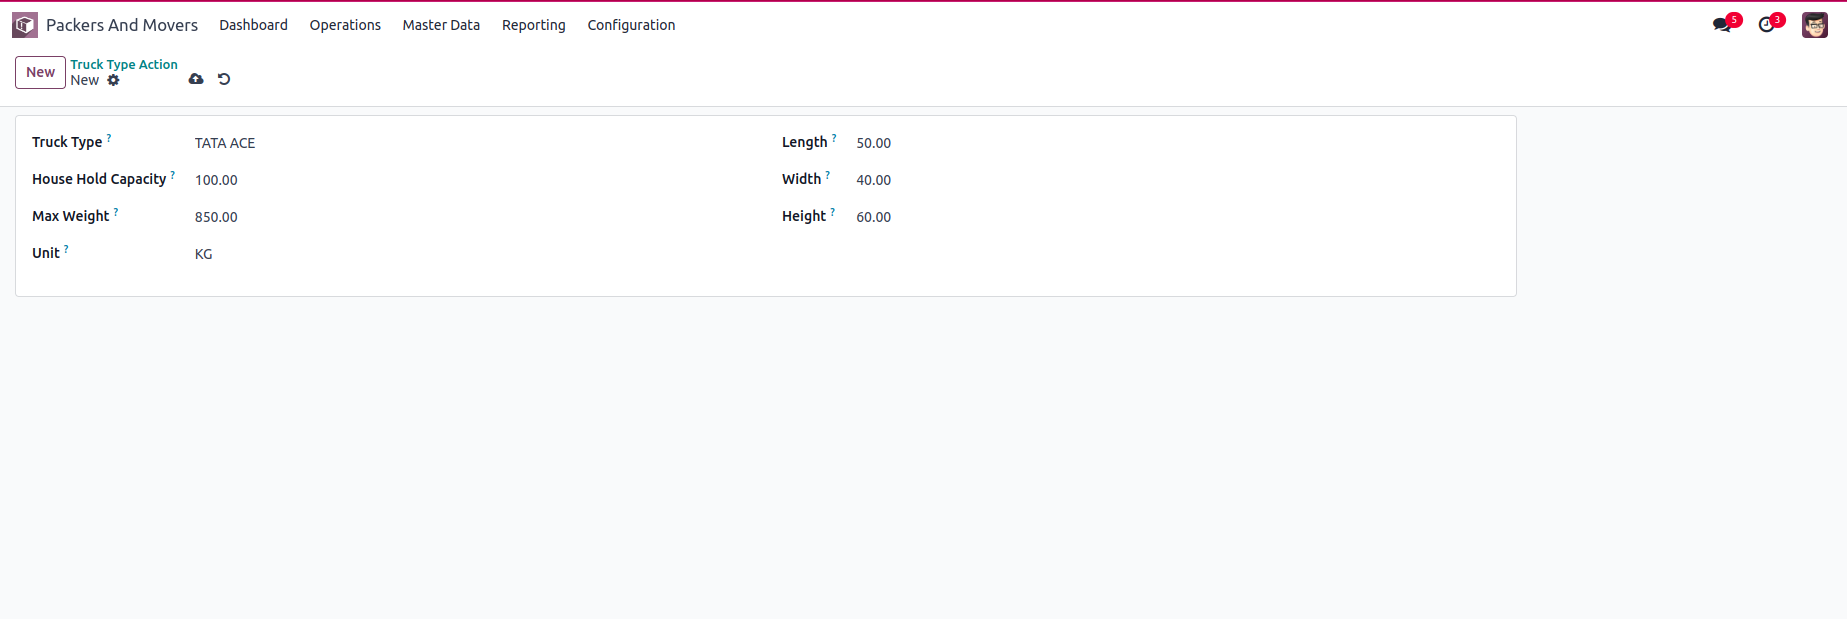 Packers And Movers Dashboard Operations Master Data Reporting Configuration 5 3
New Truck Type Action
New
Truck Type ? TATA ACE Length ? 50.00
House Hold Capacity ? 100.00 Width ? 40.00
Max Weight ? 850.00 Height ? 60.00
Unit ? KG